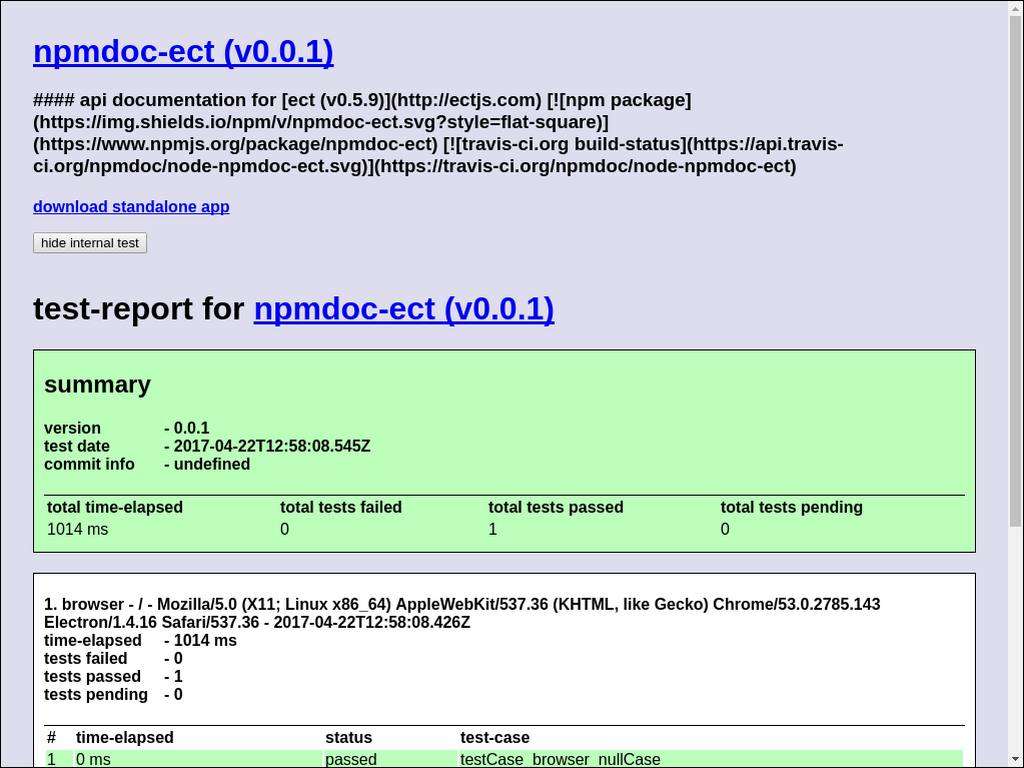 npmdoc-ect (v0.0.1)
#### api documentation for [ect (v0.5.9)](http://ectjs.com) [![npm package]
(https://img.shields.io/npm/v/npmdoc-ect.svg?style=flat-square)]
(https://www.npmjs.org/package/npmdoc-ect) [![travis-ci.org build-status](https://api.travis-
ci.org/npmdoc/node-npmdoc-ect.svg)](https://travis-ci.org/npmdoc/node-npmdoc-ect)
download standalone app
hide internal test
test-report for npmdoc-ect (v0.0.1)
summary
version - 0.0.1
test date - 2017-04-22T12:58:08.545Z
commit info - undefined
total time-elapsed total tests failed total tests passed total tests pending
1014 ms 0 1 0
1. browser - / - Mozilla/5.0 (X11; Linux x86_64) AppleWebKit/537.36 (KHTML, like Gecko) Chrome/53.0.2785.143
Electron/1.4.16 Safari/537.36 - 2017-04-22T12:58:08.426Z
time-elapsed - 1014 ms
tests failed - 0
tests passed - 1
tests pending - 0
# time-elapsed status test-case
1 0 ms passed testCase_browser_nullCase